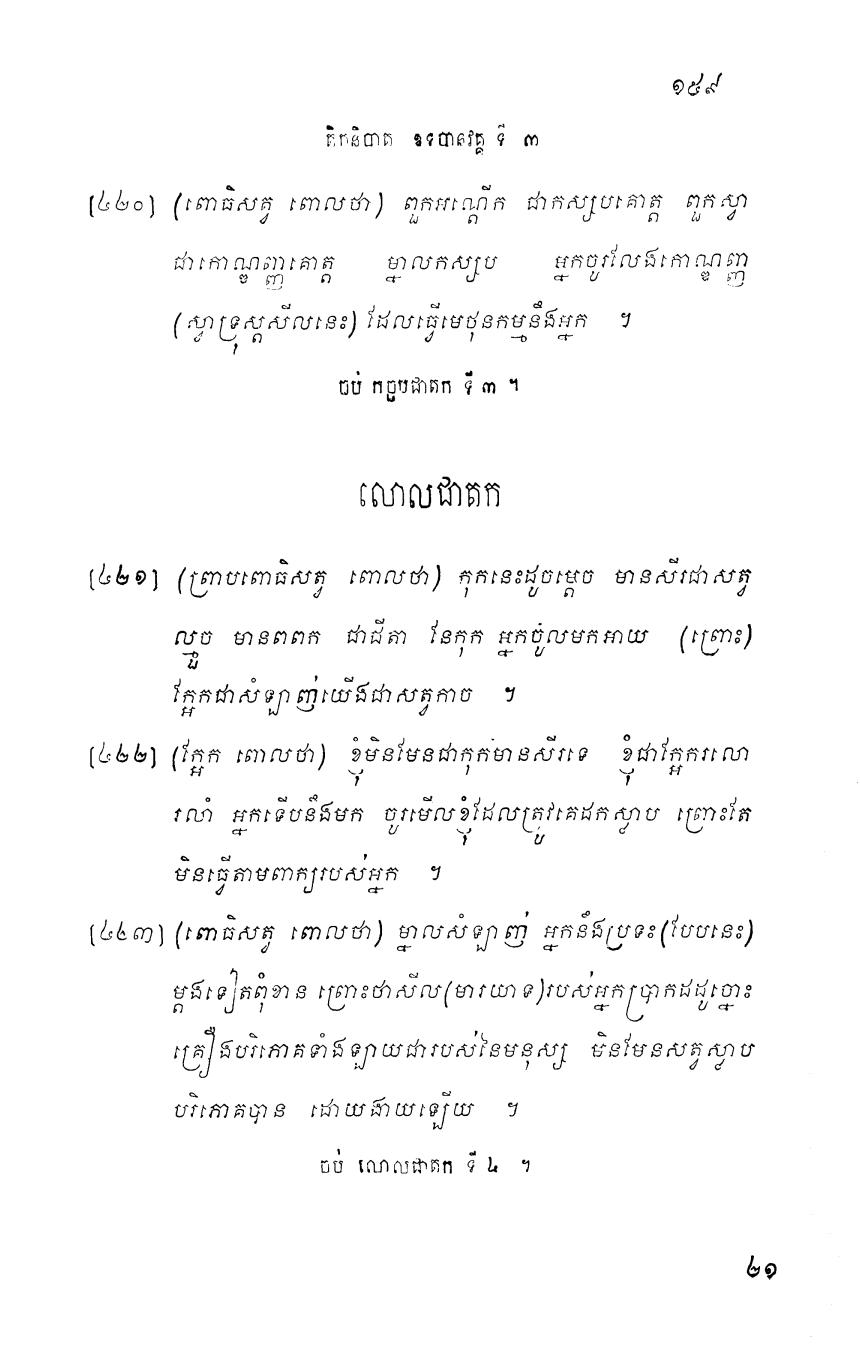 ១៥៩
តិកនិបាត ឧទបានវគ្គ ទី ៣
[៤២០] (ពោធិសត្វ ពោលថា) ពួកអណ្តើក ជាកស្សបគោត្ត ពួកស្វា
ជាកោណ្ឌញ្ញគោត្ត ម្នាលកស្សប អ្នកចូរលែងកោណ្ឌញ្ញ
(ស្វាទ្រុស្តសីលនេះ) ដែលធ្វើមេថុនកម្មនឹងអ្នក ។
ចប់ កច្ឆបជាតក ទី ៣ ។
លោលជាតក
[៤២១] (ព្រាបពោធិសត្វ ពោលថា) កុកនេះដូចម្តេច មានសីរជាសត្វ
ល្មួច មានពពក ជាជីតា នែកុក អ្នកចូលមកអាយ (ព្រោះ)
ក្អែកជាសំឡាញ់យើងជាសត្វកាច ។
[៤២២] (ក្អែក ពោលថា) ខ្ញុំមិនមែនជាកុកមានសីរទេ ខ្ញុំជាក្អែករលោ
រលាំ អ្នកទើបនឹងមក ចូរមើលខ្ញុំដែលត្រូវគេដកស្លាប ព្រោះតែ
មិនធ្វើតាមពាក្យរបស់អ្នក ។
[៤២៣] (ពោធិសត្វ ពោលថា) ម្នាលសំឡាញ់ អ្នកនឹងប្រទះ(បែបនេះ)
ម្តងទៀតពុំខាន ព្រោះថាសីល(មារយាទ)របស់អ្នកប្រាកដដូច្នោះ
គ្រឿងបរិភោគទាំងឡាយជារបស់នៃមនុស្ស មិនមែនសត្វស្លាប
បរិភោគបាន ដោយងាយឡើយ ។
ចប់ លោលជាតក ទី ៤ ។
២១